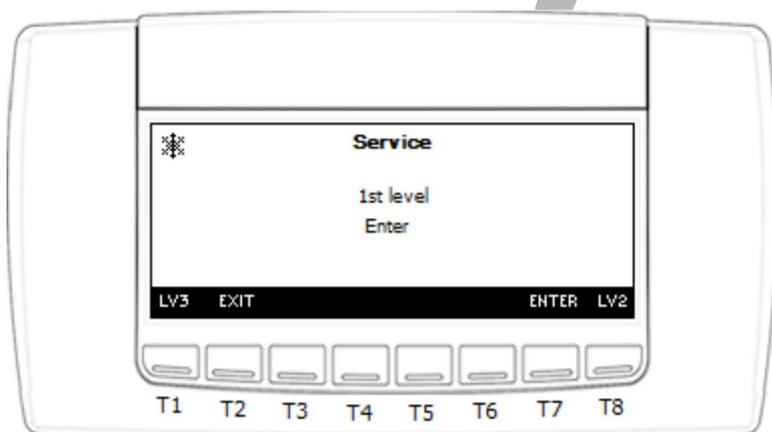 Service
1st level
Enter
LV3 EXIT ENTER LV2
T1 T2 T3 T4 T5 T6 T7 T8